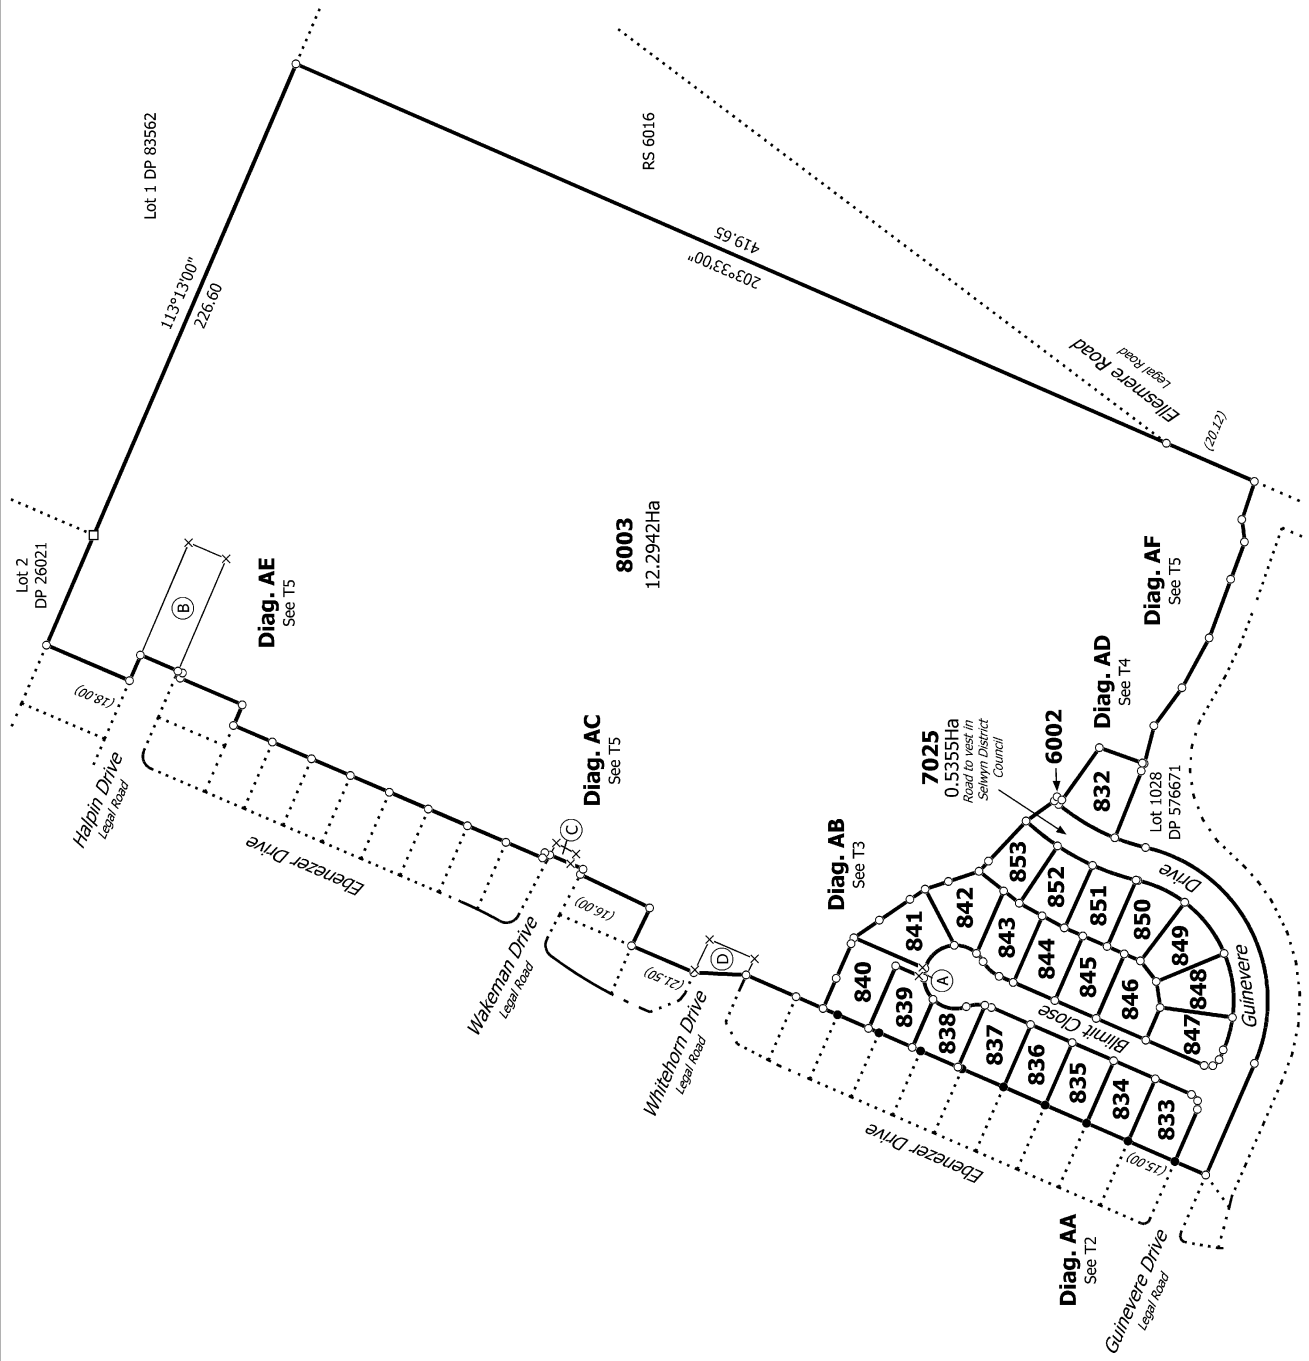 Lot 1 DP 83562
RS 6016
113°13'00"
226.60
419.65
203°33'00"
Ellesmere Road
Legal Road
(20.12)
Lot 2
DP 26021
B
Diag. AE
See T5
(18.00)
Halpin Drive
Legal Road
8003
12.2942Ha
Diag. AF
See T5
Diag. AD
See T4
Diag. AC
See T5
C
Ebenezer Drive
(16.00)
Wakeman Drive
Legal Road
7025
0.5355Ha
Road to vest in
Selwyn District
Council
6002
832
Lot 1028
DP 576671
Diag. AB
See T3
D
(21.50)
Whitehorn Drive
Legal Road
853
852
851
850
849
848
847
842
843
844
845
846
841
840
839
838
837
836
835
834
833
A
Blimit Close
Guinevere
Drive
Ebenezer Drive
(15.00)
Diag. AA
See T2
Guinevere Drive
Legal Road